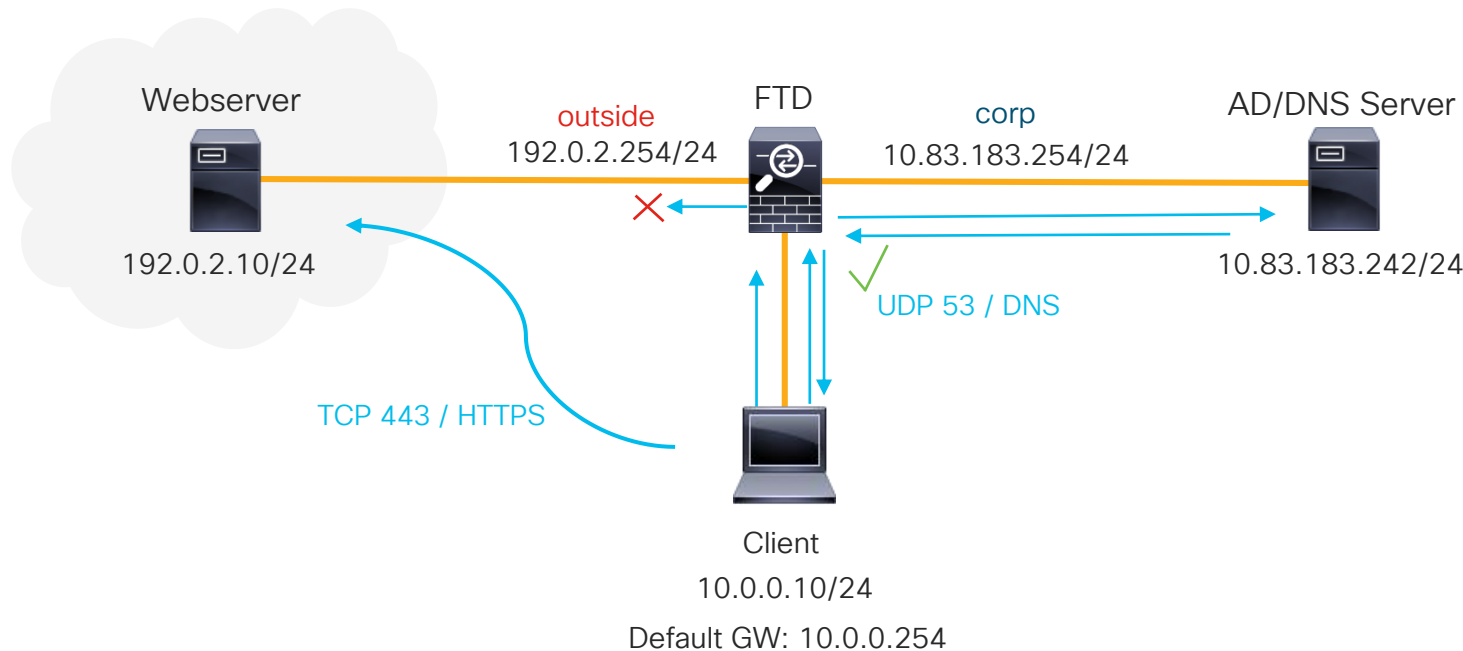 Webserver
outside
192.0.2.254/24
FTD
corp
10.83.183.254/24
AD/DNS Server
192.0.2.10/24
10.83.183.242/24
UDP 53 / DNS
TCP 443 / HTTPS
Client
10.0.0.10/24
Default GW: 10.0.0.254